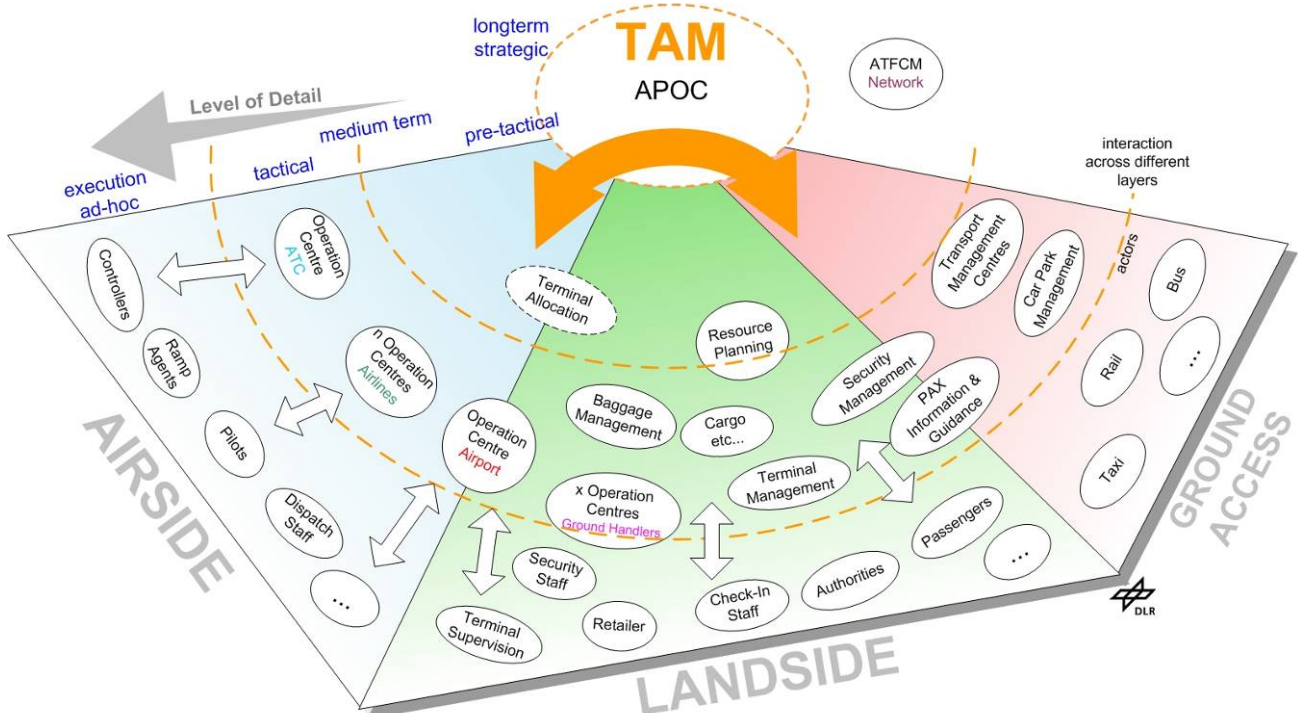 longterm
strategic
TAM
APOC
ATFCM
Network
Level of Detail
medium term
pre-tactical
tactical
execution
ad-hoc
interaction
across different
layers
actors
Controllers
Operation
Centre
ATC
Ramp
Agents
n Operation
Centres
Airlines
Pilots
Operation
Centre
Airport
Dispatch
Staff
...
AIRSIDE
Terminal
Allocation
Resource
Planning
Baggage
Management
Cargo
etc...
Security
Management
PAX
Information &
Guidance
Terminal
Management
x Operation
Centres
Ground Handlers
Security
Staff
Terminal
Supervision
Retailer
Check-In
Staff
Authorities
Passengers
...
LANDSIDE
Transport
Management
Centres
Car Park
Management
Bus
Rail
...
Taxi
GROUND
ACCESS
DLR